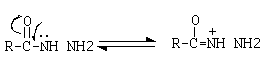 O O
R-C-NH NH2 R-C=NH NH2
+